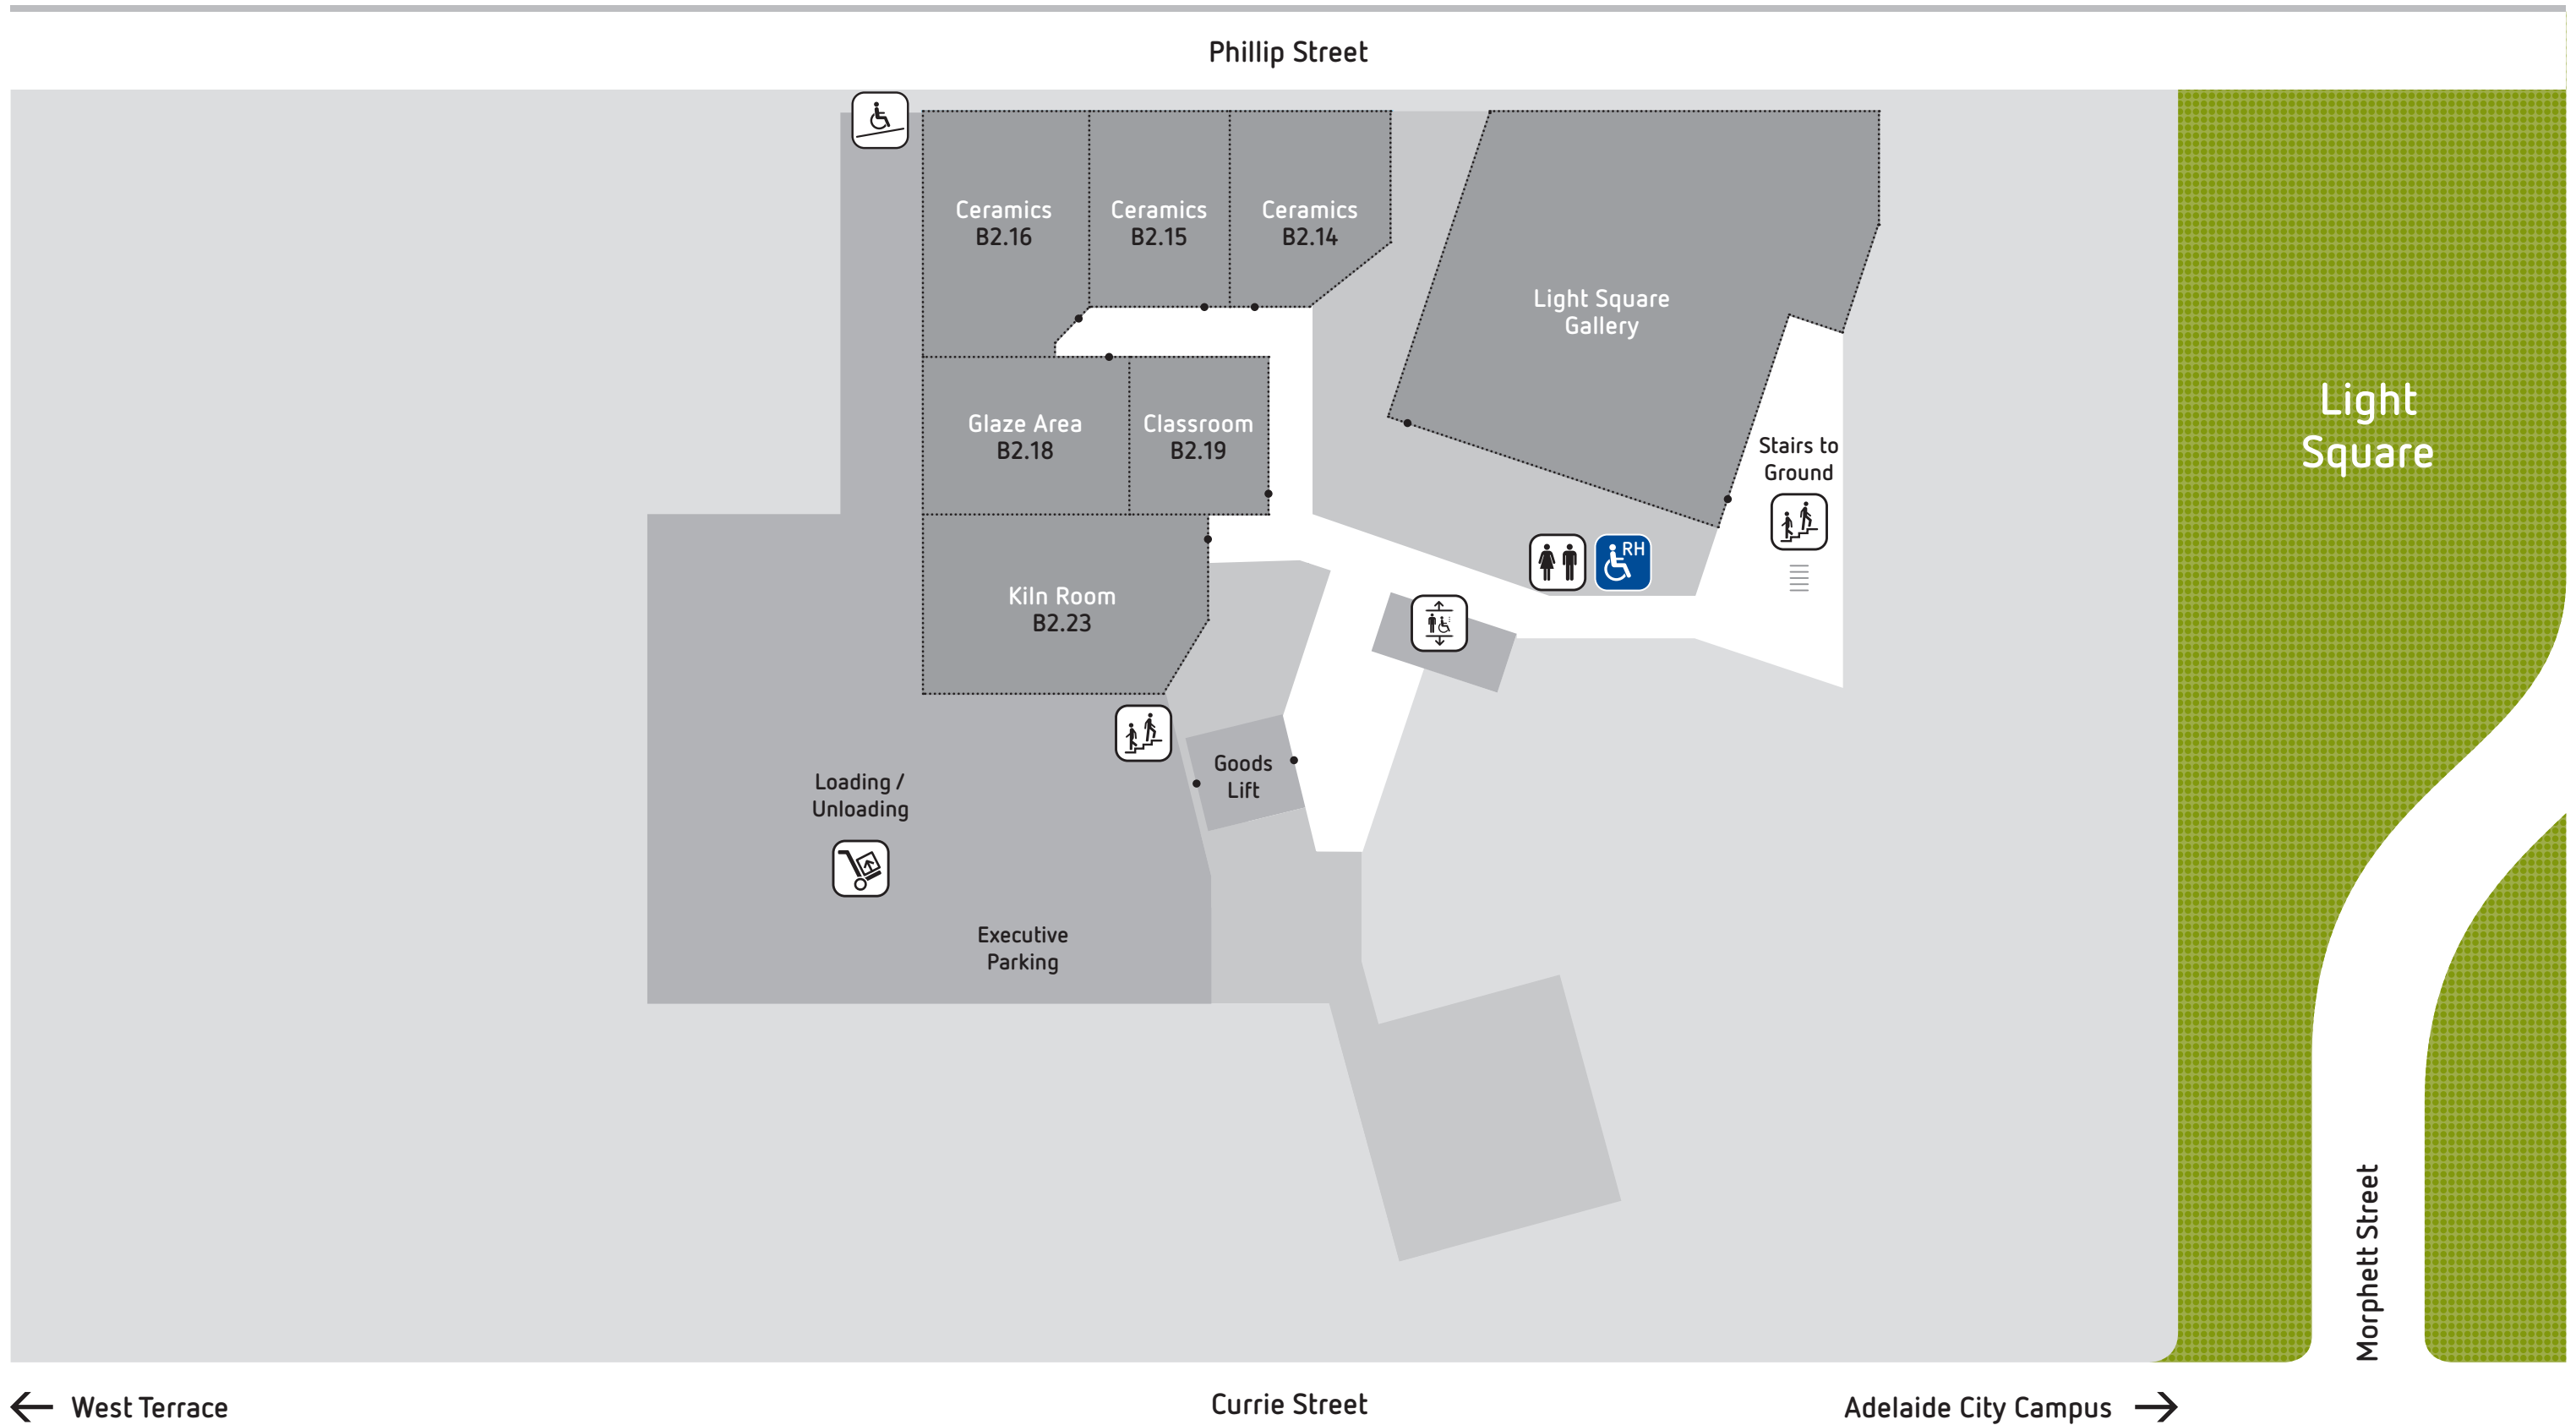 Phillip Street
Ceramics
B2.16
Ceramics
B2.15
Ceramics
B2.14
Light Square
Gallery
Light
Square
Glaze Area
B2.18
Classroom
B2.19
Stairs to
Ground
RH
Kiln Room
B2.23
Goods
Lift
Loading /
Unloading
Executive
Parking
Morphett Street
West Terrace
Currie Street
Adelaide City Campus